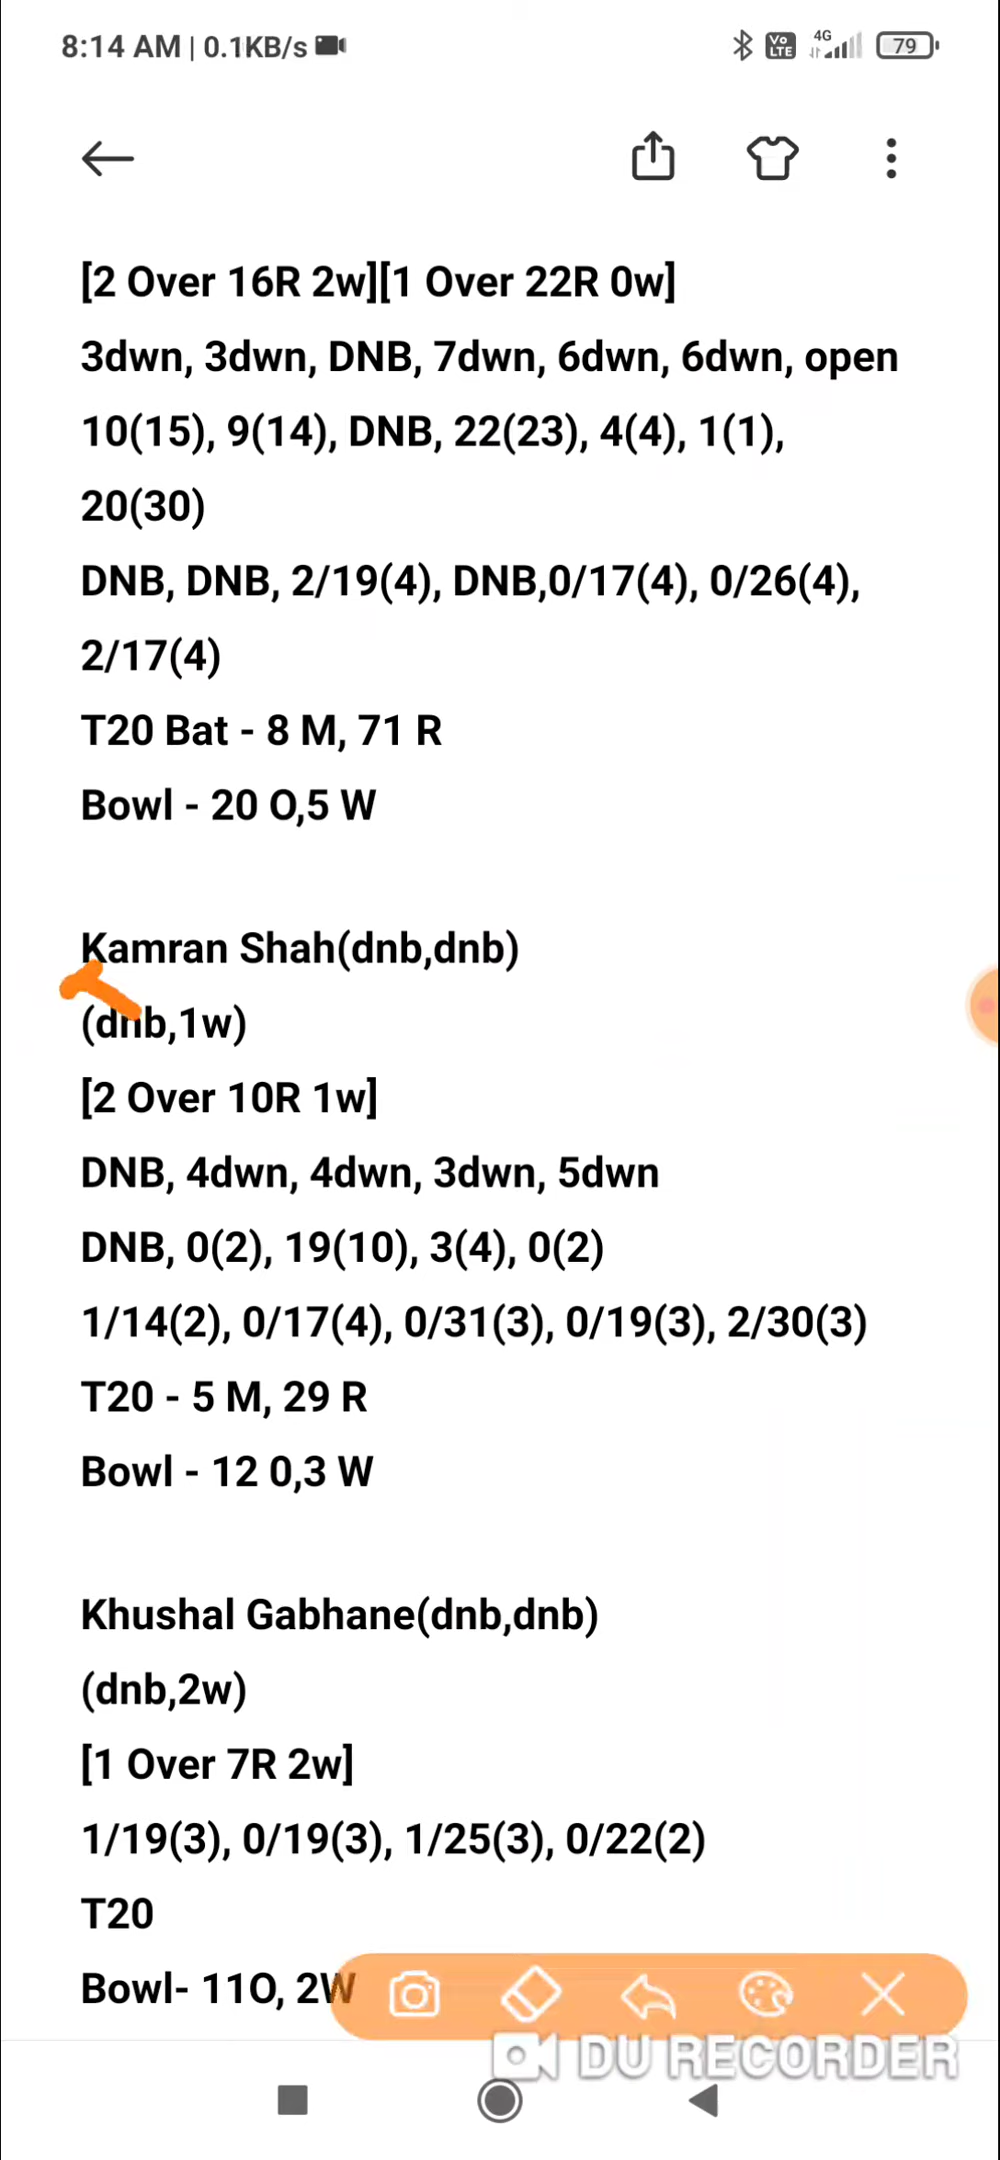 8:14 AM | 0.1KB/s
Vo LTE 4G 79
[2 Over 16R 2w][1 Over 22R 0w]
3dwn, 3dwn, DNB, 7dwn, 6dwn, 6dwn, open
10(15), 9(14), DNB, 22(23), 4(4), 1(1),
20(30)
DNB, DNB, 2/19(4), DNB,0/17(4), 0/26(4),
2/17(4)
T20 Bat - 8 M, 71 R
Bowl - 20 O,5 W
Kamran Shah(dnb,dnb)
(dnb,1w)
[2 Over 10R 1w]
DNB, 4dwn, 4dwn, 3dwn, 5dwn
DNB, 0(2), 19(10), 3(4), 0(2)
1/14(2), 0/17(4), 0/31(3), 0/19(3), 2/30(3)
T20 - 5 M, 29 R
Bowl - 12 0,3 W
Khushal Gabhane(dnb,dnb)
(dnb,2w)
[1 Over 7R 2w]
1/19(3), 0/19(3), 1/25(3), 0/22(2)
T20
Bowl- 11O, 2W
DU RECORDER